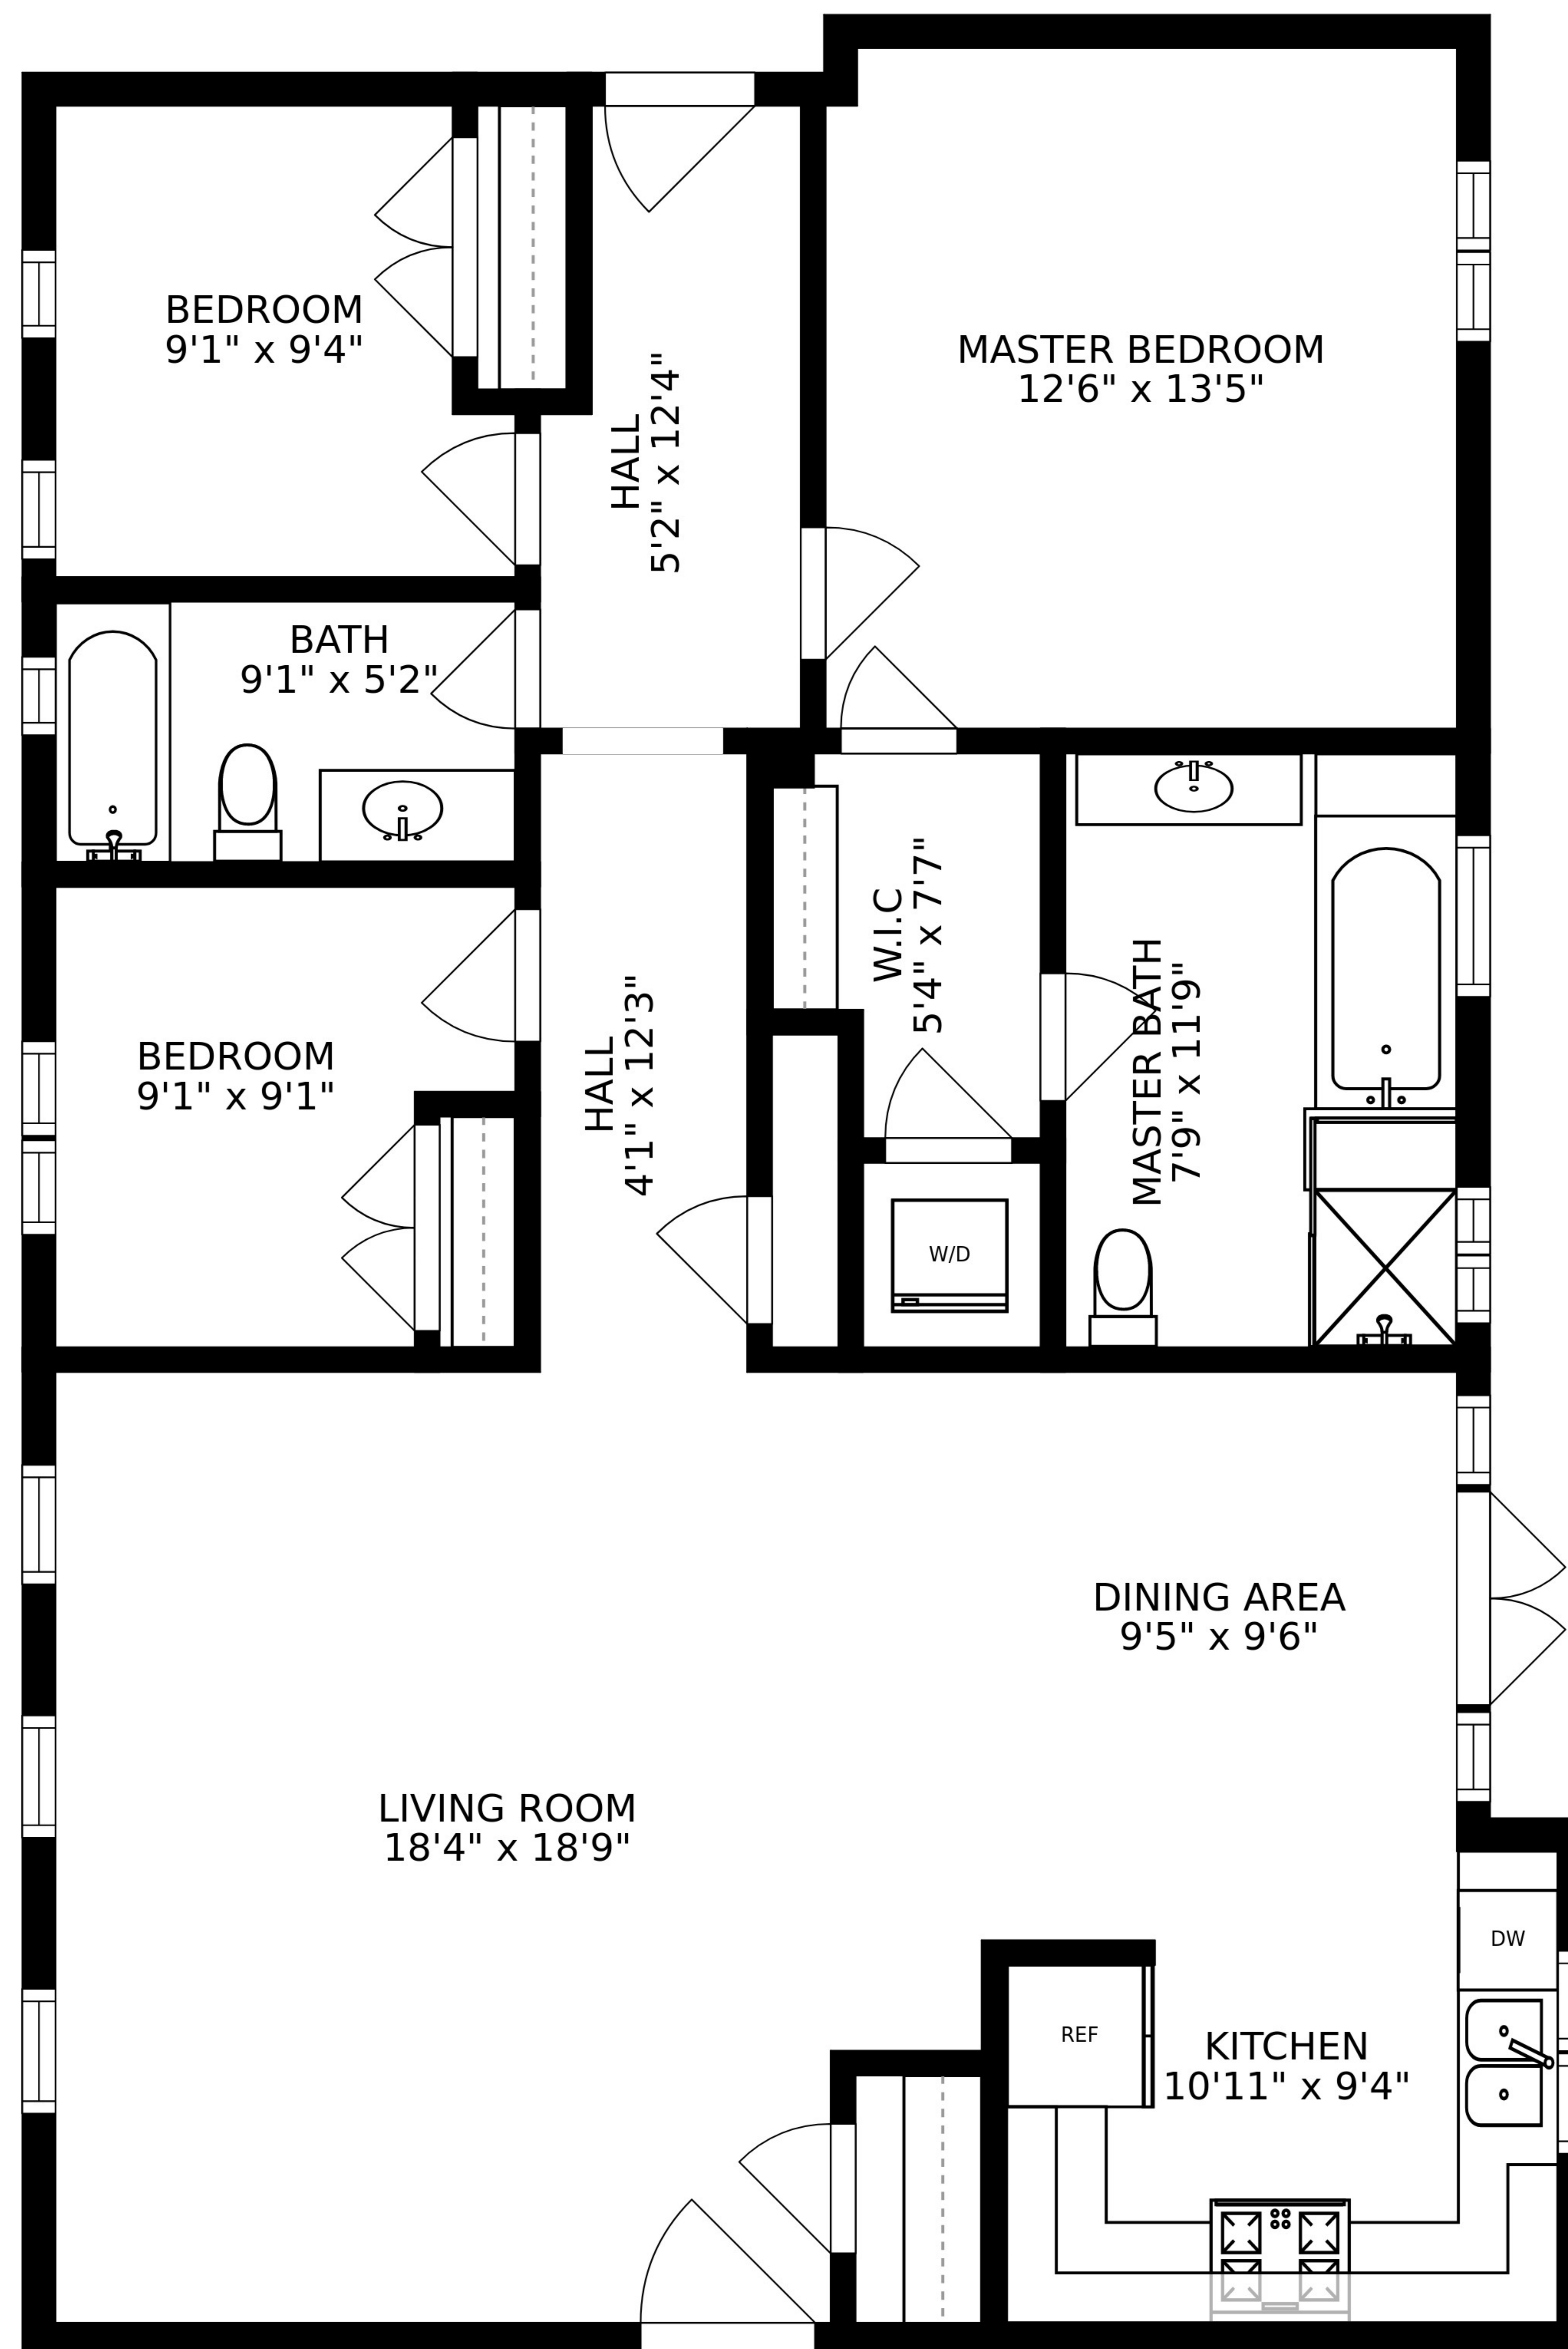 BEDROOM
9'1" x 9'4"
MASTER BEDROOM
12'6" x 13'5"
HALL
5'2" x 12'4"
BATH
9'1" x 5'2"
W.I.C
5'4" x 7'7"
BEDROOM
9'1" x 9'1"
HALL
4'1" x 12'3"
MASTER BATH
7'9" x 11'9"
W/D
DINING AREA
9'5" x 9'6"
LIVING ROOM
18'4" x 18'9"
DW
REF
KITCHEN
10'11" x 9'4"